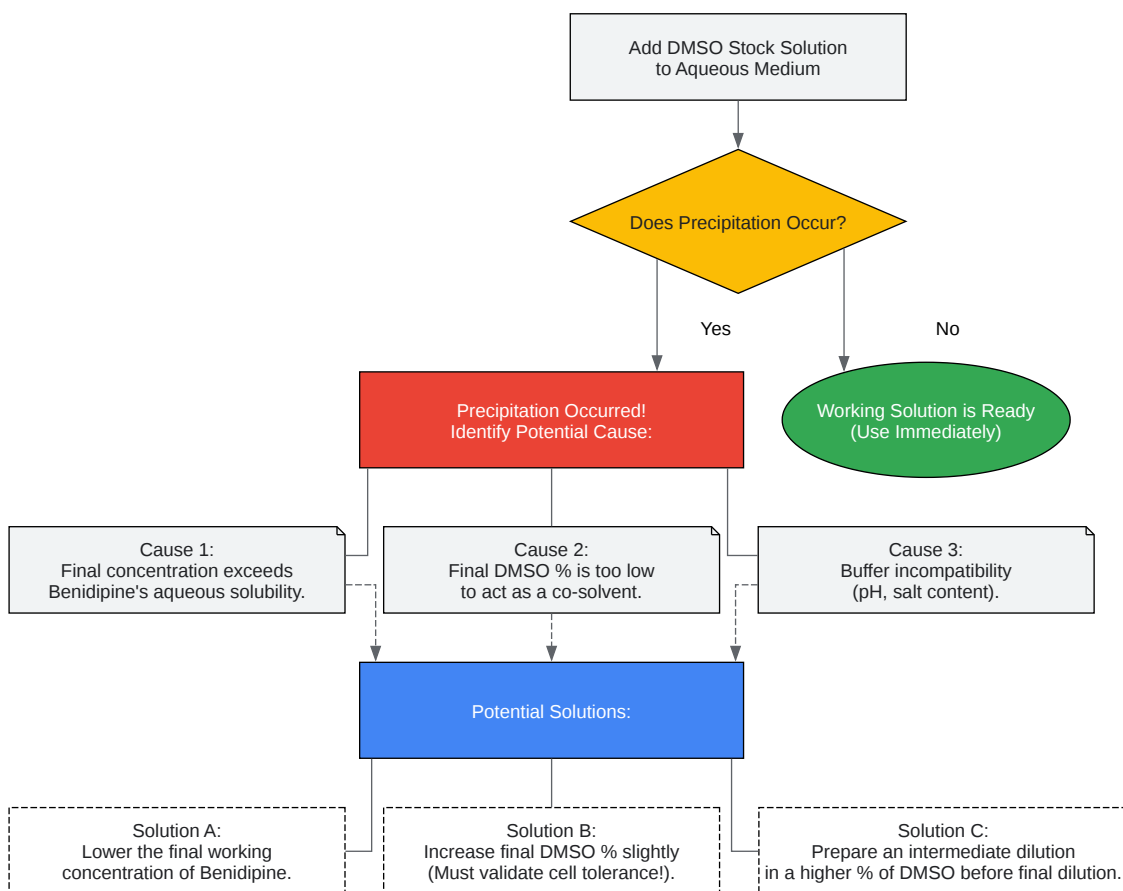 Add DMSO Stock Solution
to Aqueous Medium
Does Precipitation Occur?
Yes
No
Precipitation Occurred!
Identify Potential Cause:
Working Solution is Ready
(Use Immediately)
Cause 1:
Final concentration exceeds
Benidipine's aqueous solubility.
Cause 2:
Final DMSO % is too low
to act as a co-solvent.
Cause 3:
Buffer incompatibility
(pH, salt content).
Potential Solutions:
Solution A:
Lower the final working
concentration of Benidipine.
Solution B:
Increase final DMSO % slightly
(Must validate cell tolerance!).
Solution C:
Prepare an intermediate dilution
in a higher % of DMSO before final dilution.